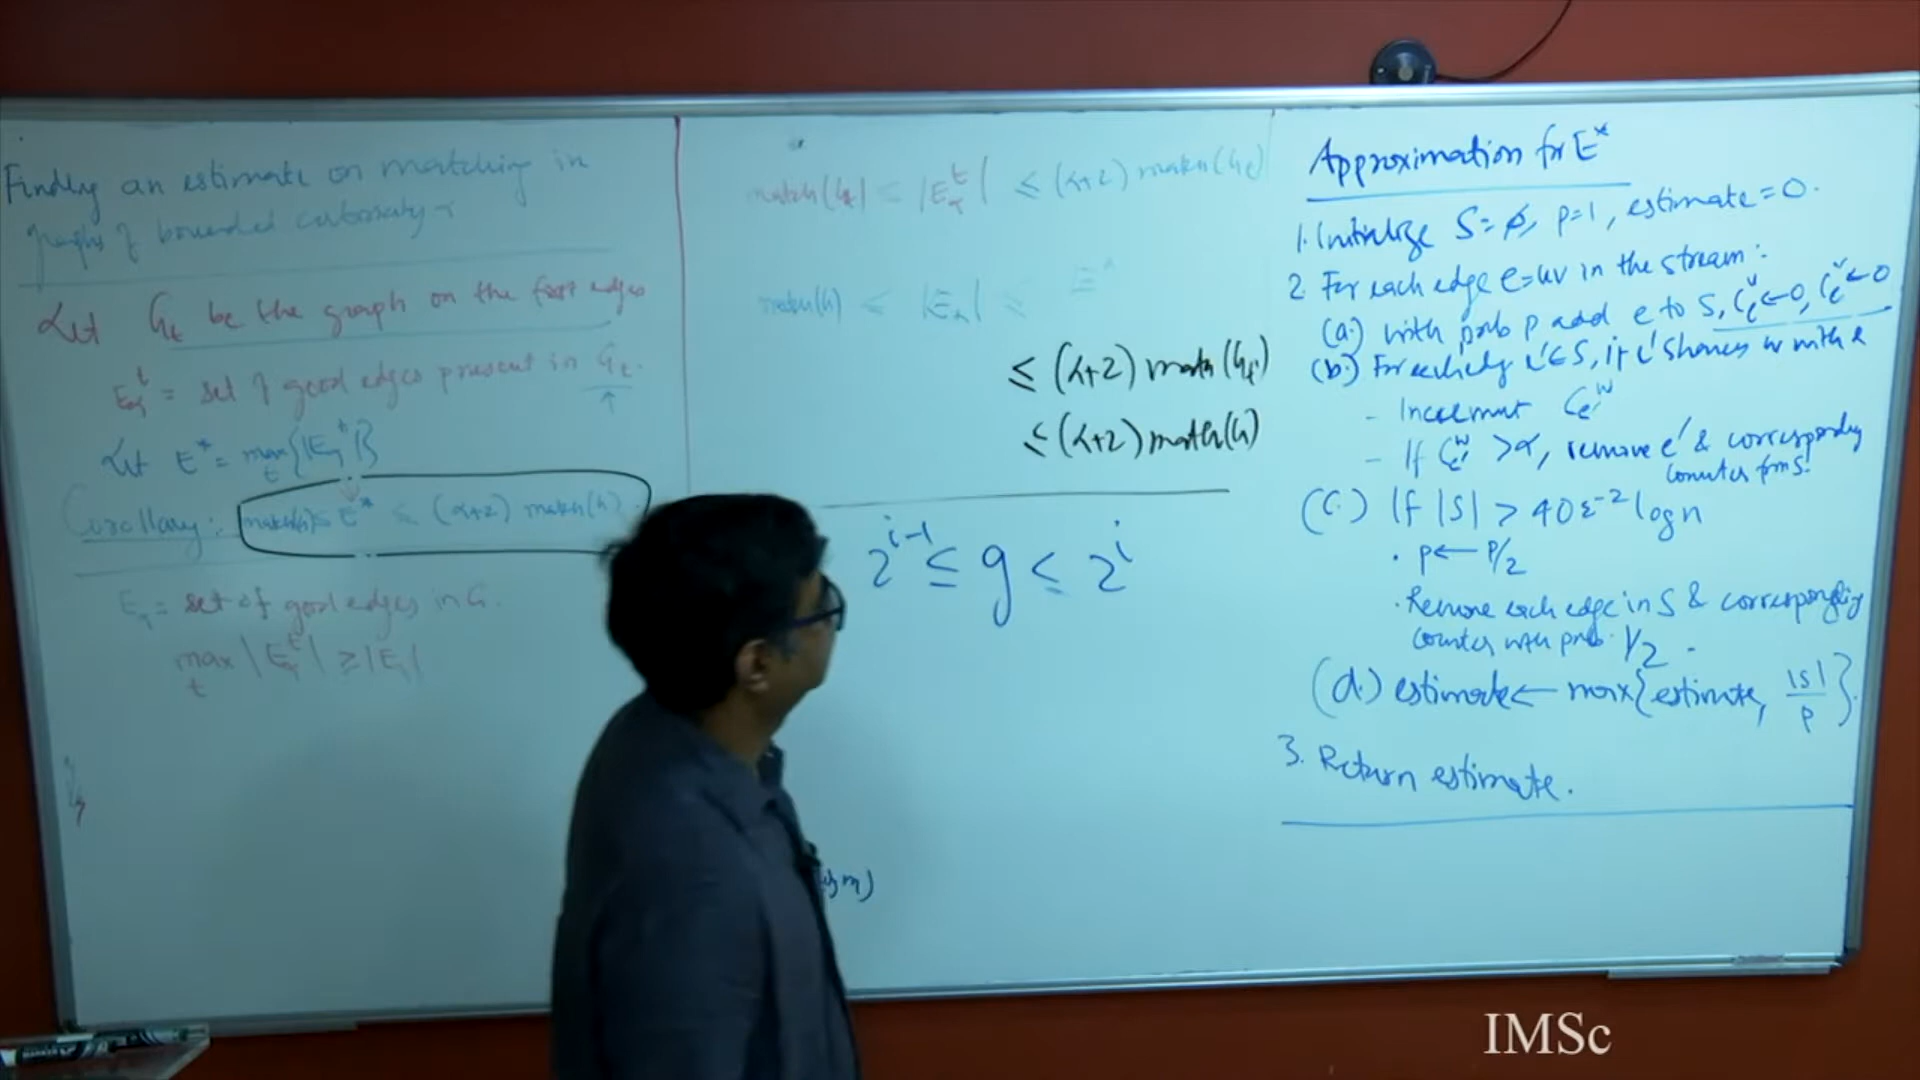 Finding an estimate on matching in
graphs of bounded
Let G_t be the graph on the first edges
E_α^t = set of good edges present in G_t.
↑
Let E* = max_t {|E_α^t|}
Corollary: match(G) ≤ E* ≤ (α+2) match(G).
E_α = set of good edges in G.
max_t |E_α^t| ≥ |E_α|
match(G_t) ≤ |E_α^t| ≤ (α+2) match(G_t)
match(G) ≤ |E_α| ≤ E*
≤ (α+2) match(G_t)
≤ (α+2) match(G)
2^{i-1} ≤ g ≤ 2^i
Approximation for E*
1. Initialize S = ∅, p=1, estimate = 0.
2. For each edge e=uv in the stream:
(a.) with prob p add e to S, C_e^u ← 0, C_e^v ← 0
(b.) For each edge e' ∈ S, if e' shares w with e
- Increment C_{e'}^w
- If C_{e'}^w > α, remove e' & corresponding
counter from S.
(c.) If |S| > 40 ε^{-2} log n
· p ← p/2
· Remove each edge in S & corresponding
counter with prob. 1/2.
(d.) estimate ← max{estimate, |S|/p}.
3. Return estimate.
IMSc